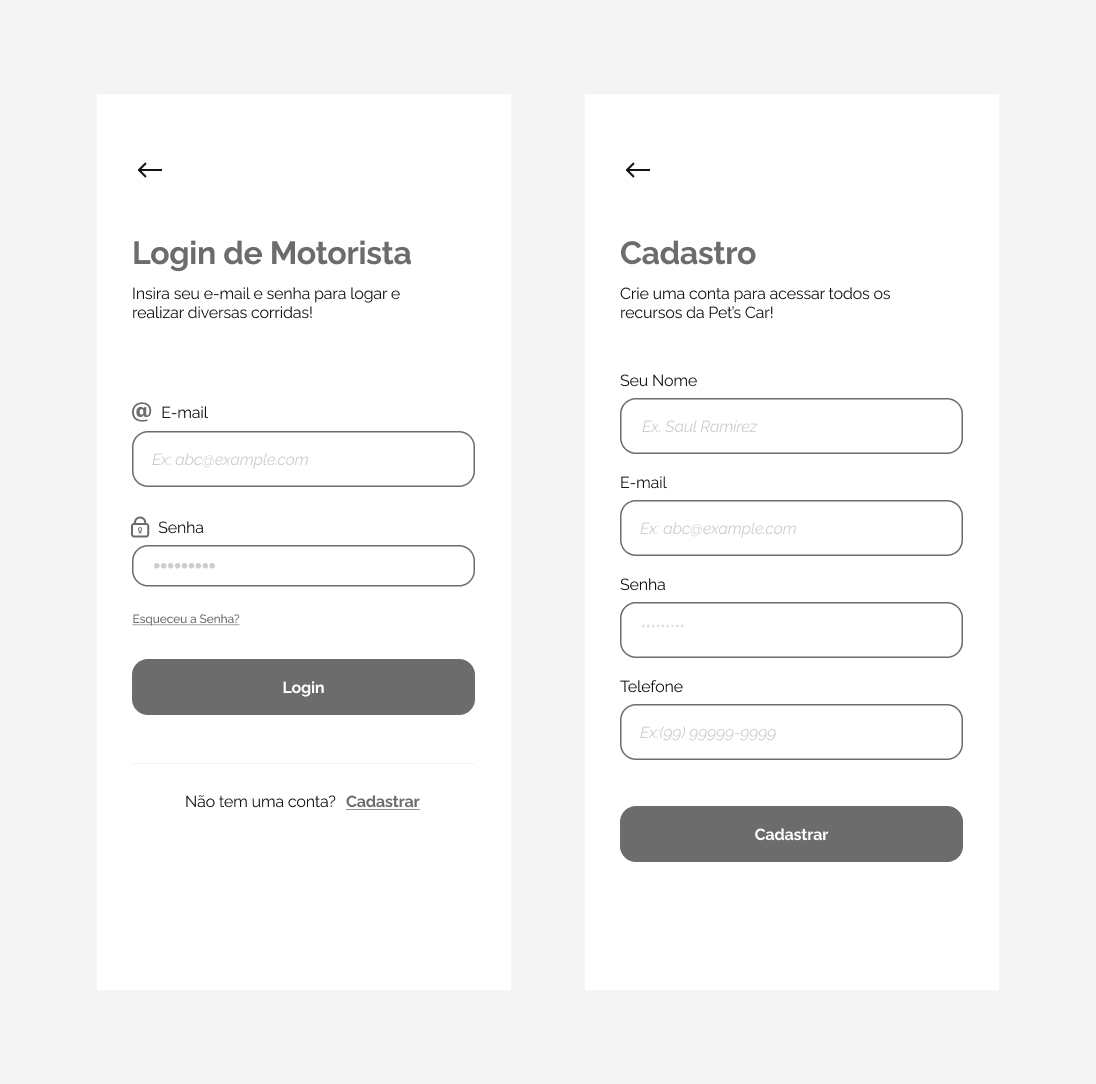 Login de Motorista
Insira seu e-mail e senha para logar e
realizar diversas corridas!
@ E-mail
Ex: abc@example.com
Senha
•••••••••
Esqueceu a Senha?
Login
Não tem uma conta? Cadastrar
Cadastro
Crie uma conta para acessar todos os
recursos da Pet's Car!
Seu Nome
Ex. Saul Ramirez
E-mail
Ex: abc@example.com
Senha
*********
Telefone
Ex:(99) 99999-9999
Cadastrar